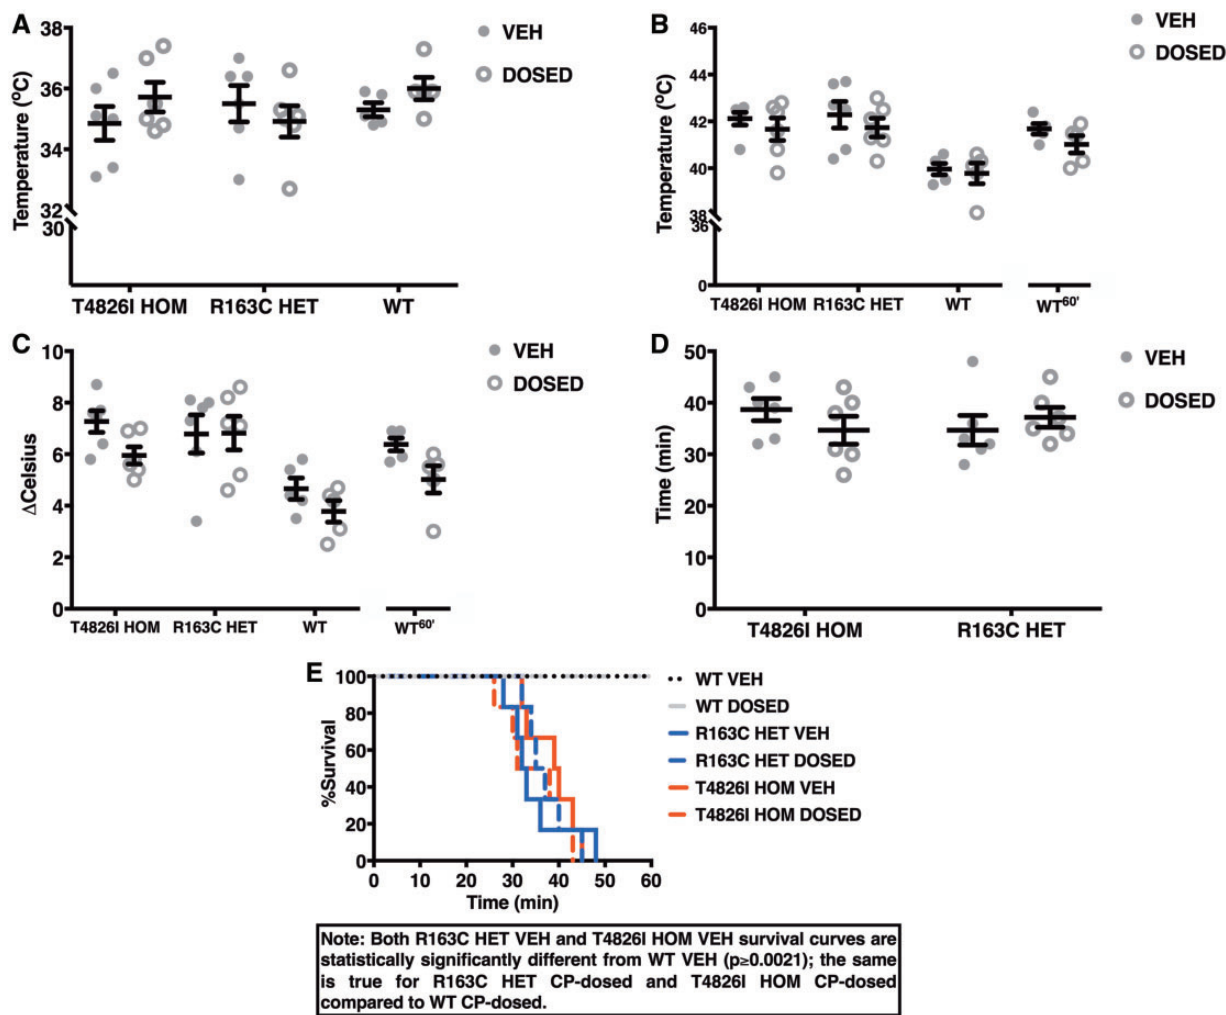 A
38
36
34
32
30
Temperature (°C)
VEH
DOSED
T4826I HOM
R163C HET
WT
B
46
44
42
40
38
36
0
Temperature (°C)
VEH
DOSED
T4826I HOM
R163C HET
WT
WT60'
C
10
8
6
4
2
0
ΔCelsius
VEH
DOSED
T4826I HOM
R163C HET
WT
WT60'
D
50
40
30
20
10
0
Time (min)
VEH
DOSED
T4826I HOM
R163C HET
E
100
80
60
40
20
0
%Survival
0 10 20 30 40 50 60
Time (min)
WT VEH
WT DOSED
R163C HET VEH
R163C HET DOSED
T4826I HOM VEH
T4826I HOM DOSED
Note: Both R163C HET VEH and T4826I HOM VEH survival curves are
statistically significantly different from WT VEH (p≥0.0021); the same
is true for R163C HET CP-dosed and T4826I HOM CP-dosed
compared to WT CP-dosed.